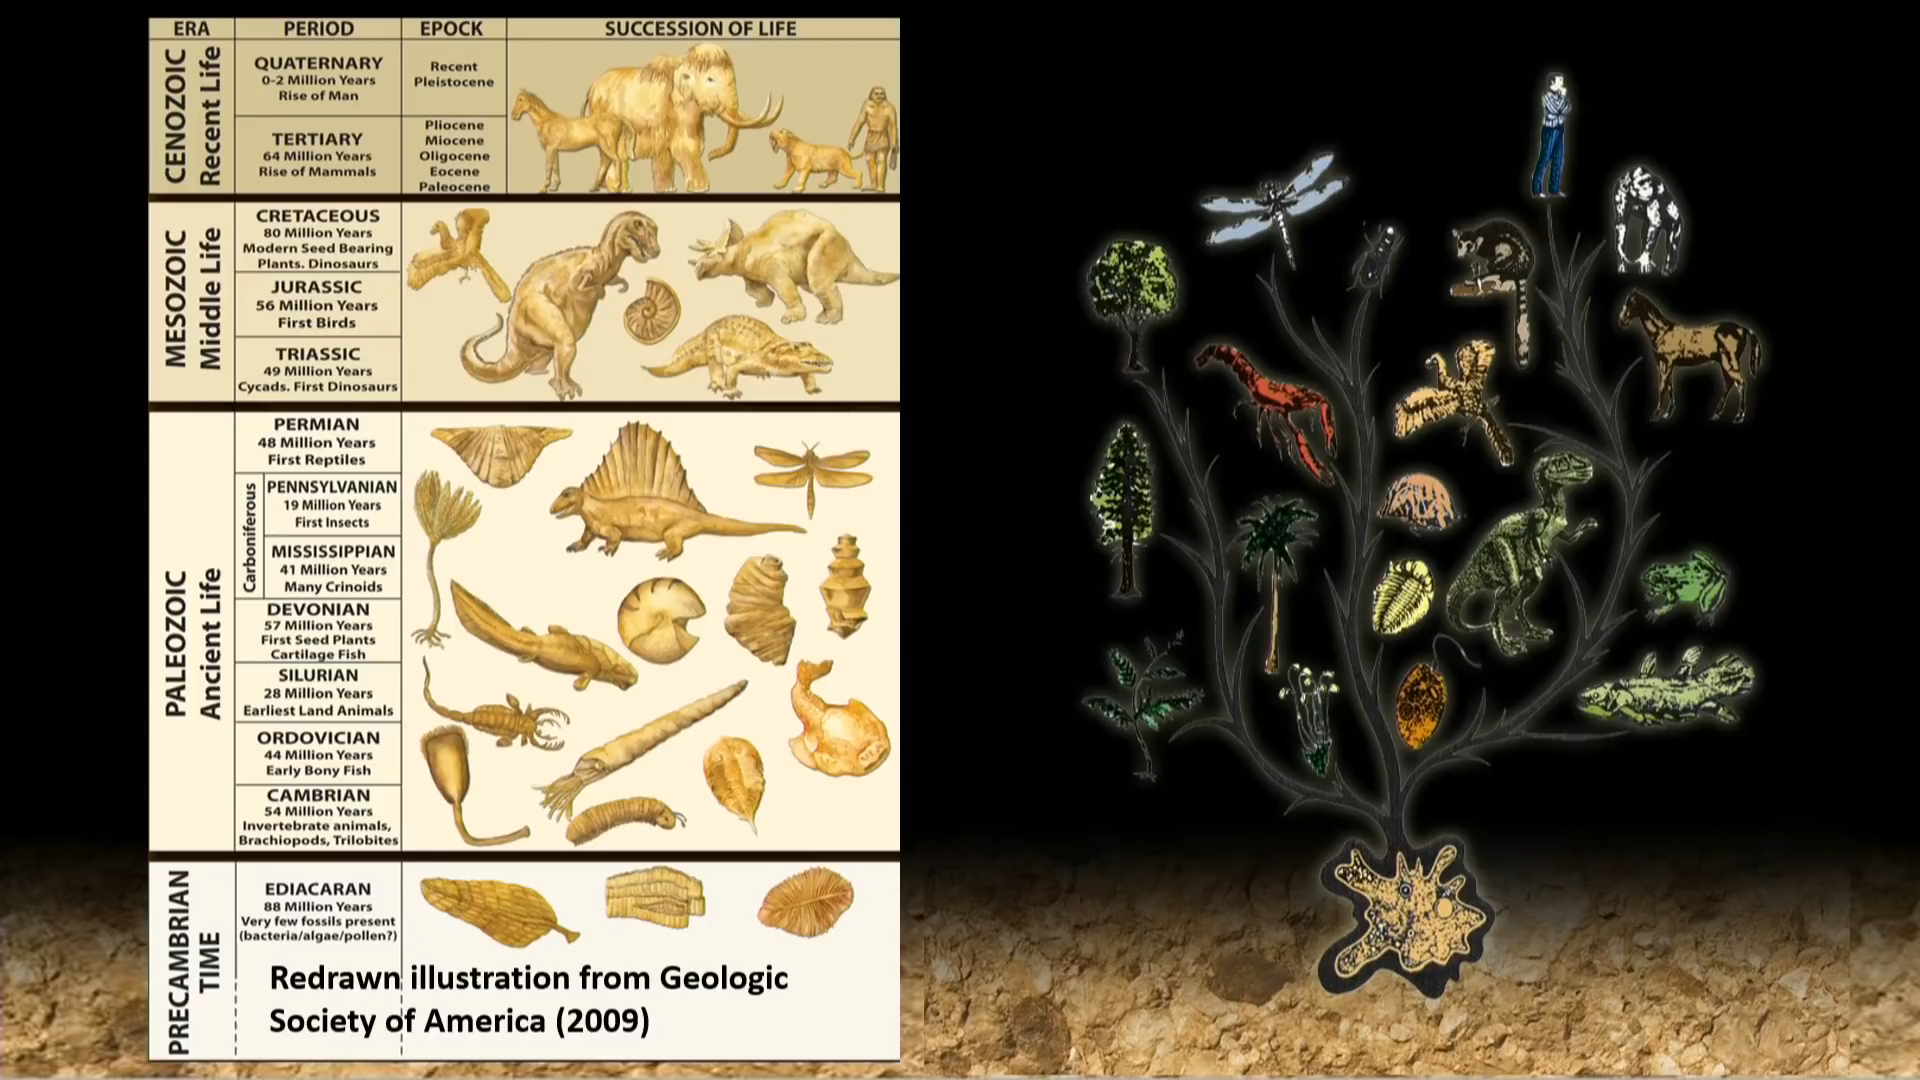 ERA PERIOD EPOCK SUCCESSION OF LIFE
CENOZOIC
Recent Life
QUATERNARY
0-2 Million Years
Rise of Man
Recent
Pleistocene
TERTIARY
64 Million Years
Rise of Mammals
Pliocene
Miocene
Oligocene
Eocene
Paleocene
MESOZOIC
Middle Life
CRETACEOUS
80 Million Years
Modern Seed Bearing
Plants. Dinosaurs
JURASSIC
56 Million Years
First Birds
TRIASSIC
49 Million Years
Cycads. First Dinosaurs
PALEOZOIC
Ancient Life
PERMIAN
48 Million Years
First Reptiles
Carboniferous
PENNSYLVANIAN
19 Million Years
First Insects
MISSISSIPPIAN
41 Million Years
Many Crinoids
DEVONIAN
57 Million Years
First Seed Plants
Cartilage Fish
SILURIAN
28 Million Years
Earliest Land Animals
ORDOVICIAN
44 Million Years
Early Bony Fish
CAMBRIAN
54 Million Years
Invertebrate animals,
Brachiopods, Trilobites
PRECAMBRIAN
TIME
EDIACARAN
88 Million Years
Very few fossils present
(bacteria/algae/pollen?)
Redrawn illustration from Geologic
Society of America (2009)